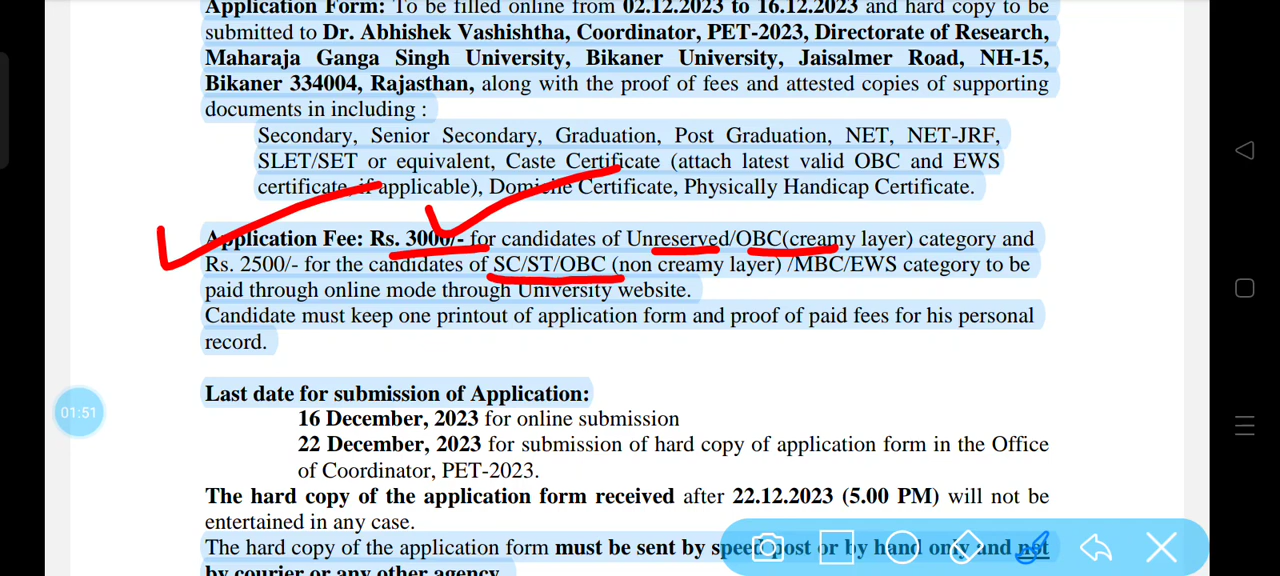 Application Form: To be filled online from 02.12.2023 to 16.12.2023 and hard copy to be
submitted to Dr. Abhishek Vashishtha, Coordinator, PET-2023, Directorate of Research,
Maharaja Ganga Singh University, Bikaner University, Jaisalmer Road, NH-15,
Bikaner 334004, Rajasthan, along with the proof of fees and attested copies of supporting
documents in including :
Secondary, Senior Secondary, Graduation, Post Graduation, NET, NET-JRF,
SLET/SET or equivalent, Caste Certificate (attach latest valid OBC and EWS
certificate, if applicable), Domicile Certificate, Physically Handicap Certificate.
Application Fee: Rs. 3000/- for candidates of Unreserved/OBC(creamy layer) category and
Rs. 2500/- for the candidates of SC/ST/OBC (non creamy layer) /MBC/EWS category to be
paid through online mode through University website.
Candidate must keep one printout of application form and proof of paid fees for his personal
record.
Last date for submission of Application:
01:51
16 December, 2023 for online submission
22 December, 2023 for submission of hard copy of application form in the Office
of Coordinator, PET-2023.
The hard copy of the application form received after 22.12.2023 (5.00 PM) will not be
entertained in any case.
The hard copy of the application form must be sent by speed post or by hand only and not
by courier or any other agency